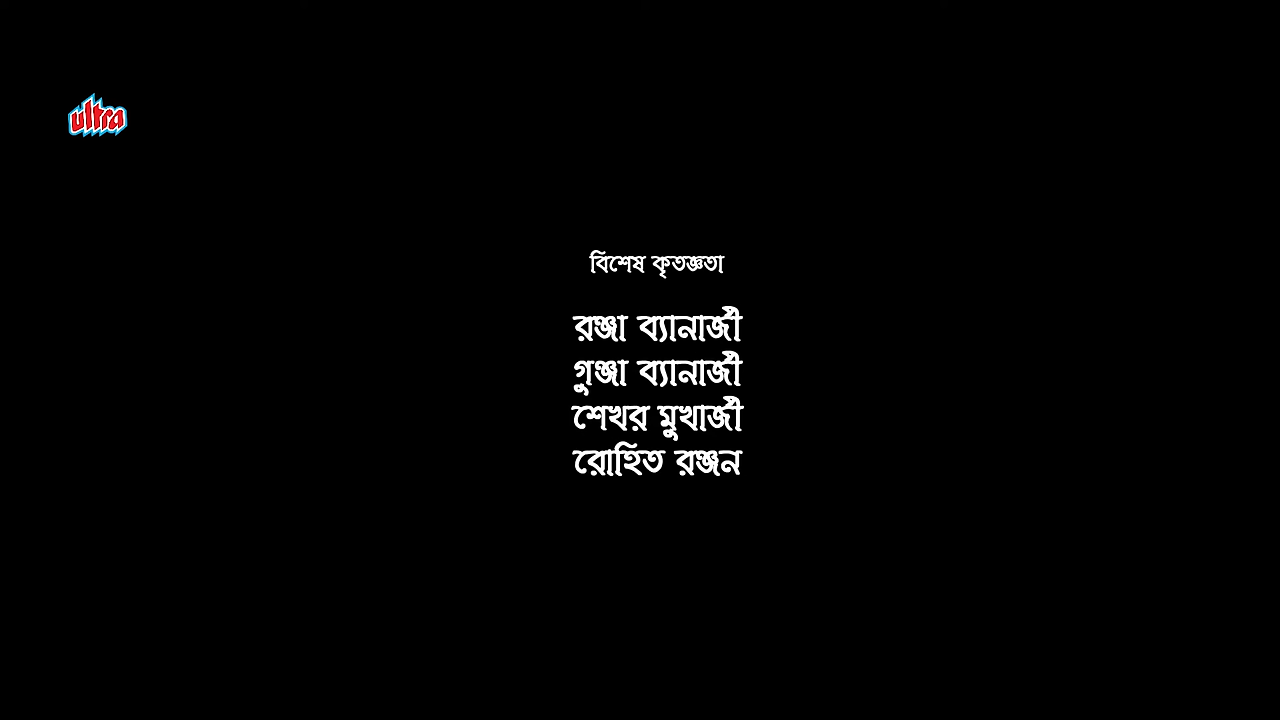 ultra
বিশেষ কৃতজ্ঞতা
রঞ্জা ব্যানার্জী
গুঞ্জা ব্যানার্জী
শেখর মুখার্জী
রোহিত রঞ্জন